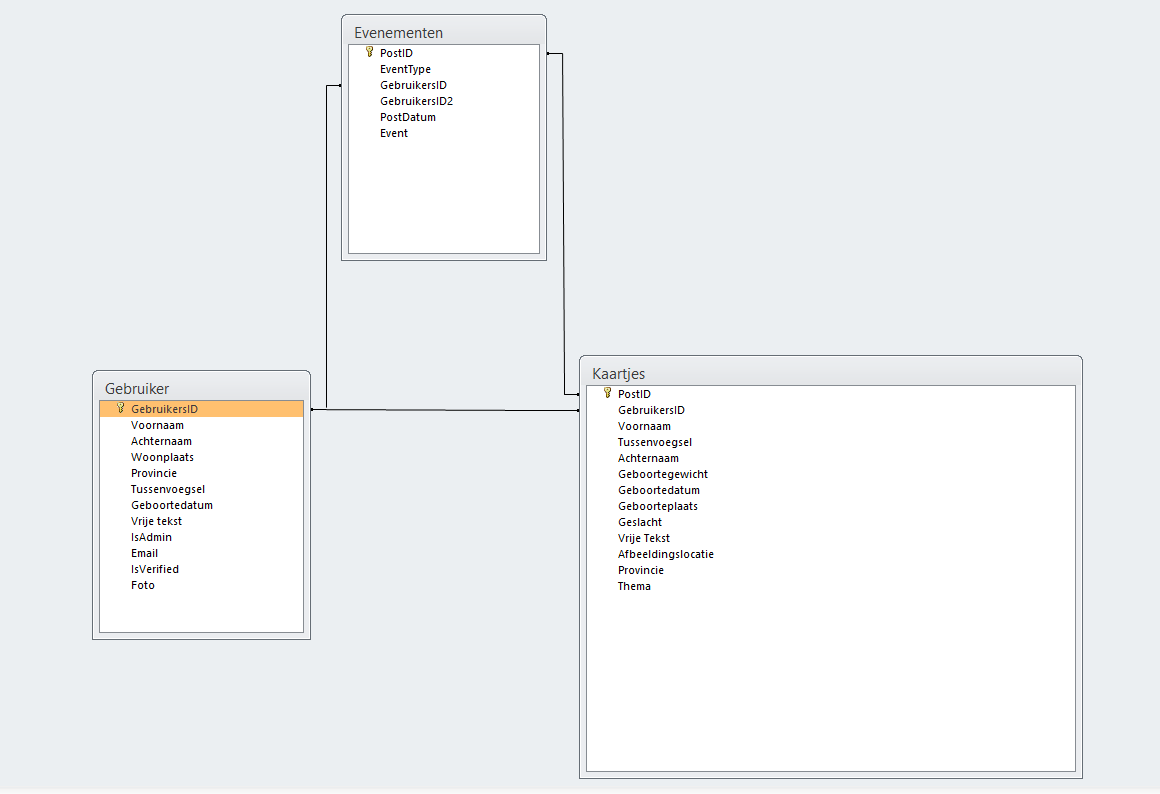 Evenementen
PostID
EventType
GebruikersID
GebruikersID2
PostDatum
Event
Gebruiker
GebruikersID
Voornaam
Achternaam
Woonplaats
Provincie
Tussenvoegsel
Geboortedatum
Vrije tekst
IsAdmin
Email
IsVerified
Foto
Kaartjes
PostID
GebruikersID
Voornaam
Tussenvoegsel
Achternaam
Geboortegewicht
Geboortedatum
Geboorteplaats
Geslacht
Vrije Tekst
Afbeeldingslocatie
Provincie
Thema